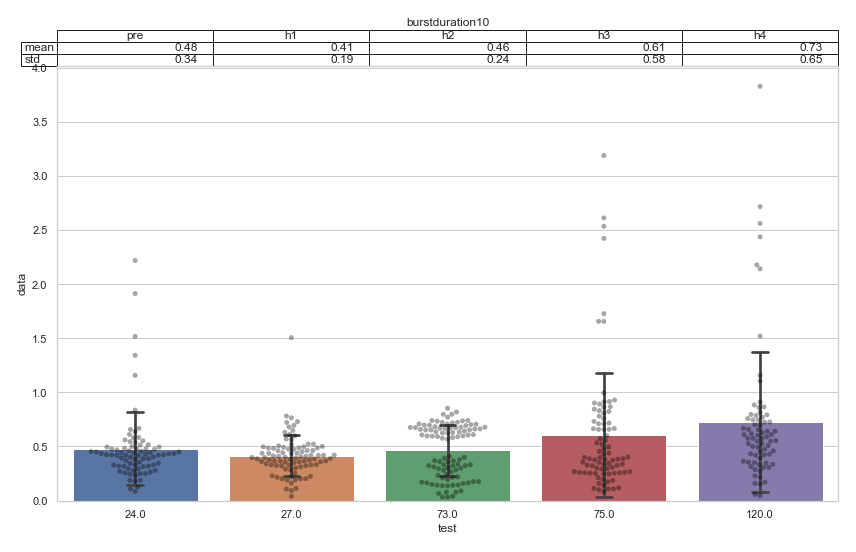 burstduration10
pre h1 h2 h3 h4
mean 0.48 0.41 0.46 0.61 0.73
std 0.34 0.19 0.24 0.58 0.65
4.0
3.5
3.0
2.5
data
2.0
1.5
1.0
0.5
0.0
24.0 27.0 73.0 75.0 120.0
test